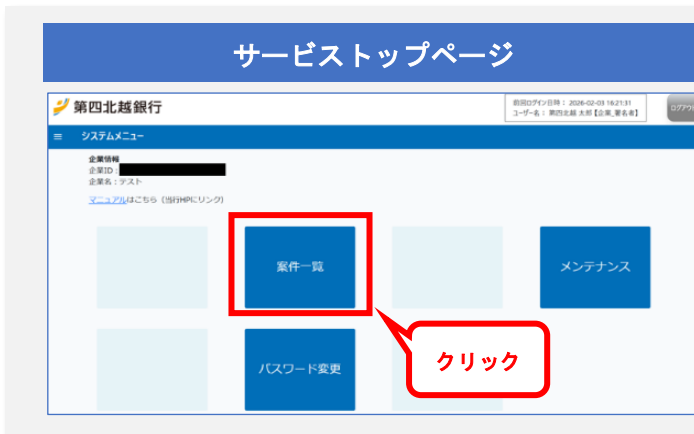 サービストップページ
第四北越銀行
前回ログイン日時： 2026-02-03 16:21:31
ユーザー名： 第四北越 太郎【企業_署名者】
ログアウ
≡ システムメニュー
企業情報
企業ID：
企業名：テスト
マニュアルはこちら（当行HPにリンク）
案件一覧
メンテナンス
パスワード変更
クリック